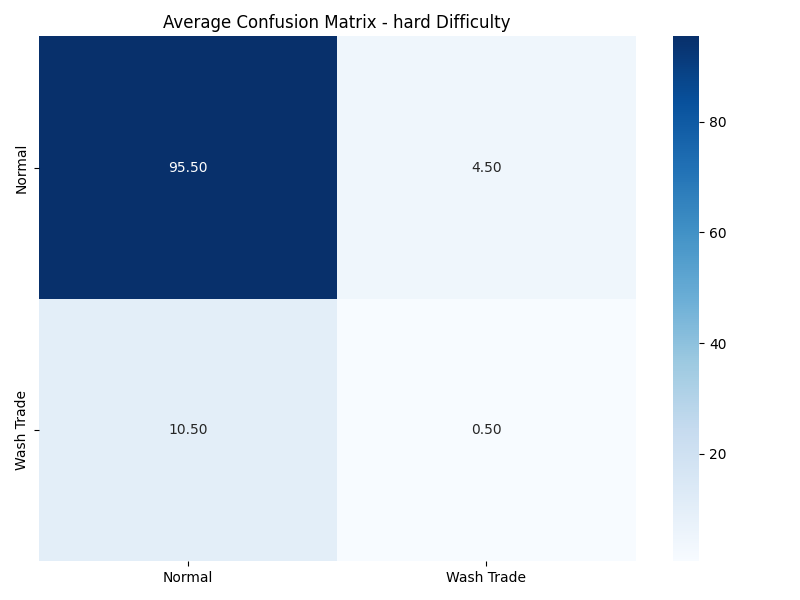 Average Confusion Matrix - hard Difficulty
Normal
95.50
4.50
Wash Trade
10.50
0.50
Normal
Wash Trade
80
60
40
20